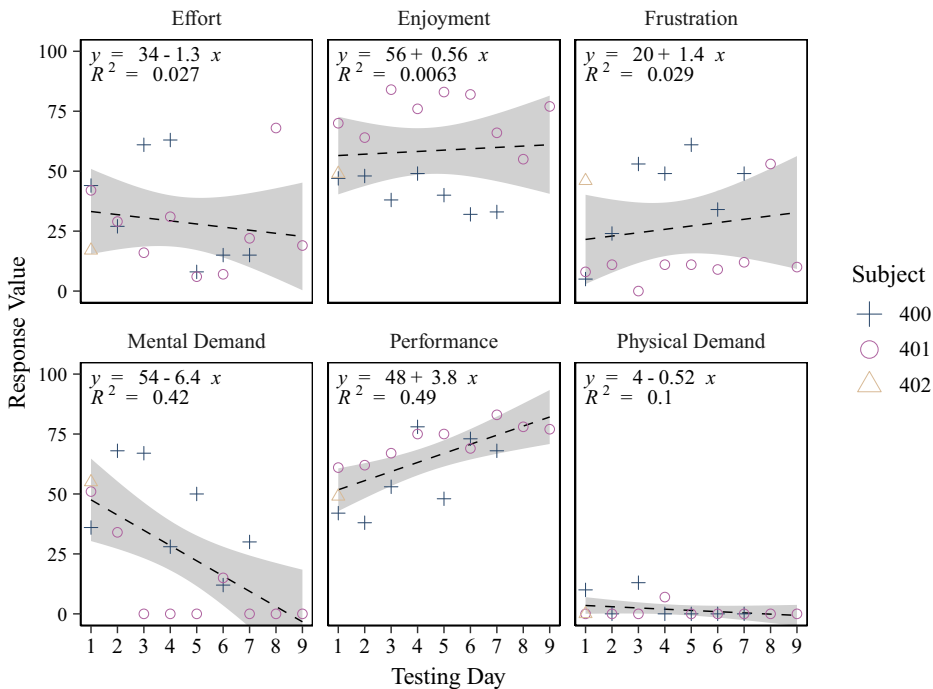 Effort
y = 34 - 1.3 x
R² = 0.027
Enjoyment
y = 56 + 0.56 x
R² = 0.0063
Frustration
y = 20 + 1.4 x
R² = 0.029
100
75
50
25
0
Mental Demand
y = 54 - 6.4 x
R² = 0.42
Performance
y = 48 + 3.8 x
R² = 0.49
Physical Demand
y = 4 - 0.52 x
R² = 0.1
100
75
50
25
0
1 2 3 4 5 6 7 8 9
1 2 3 4 5 6 7 8 9
1 2 3 4 5 6 7 8 9
Response Value
Testing Day
Subject
400
401
402